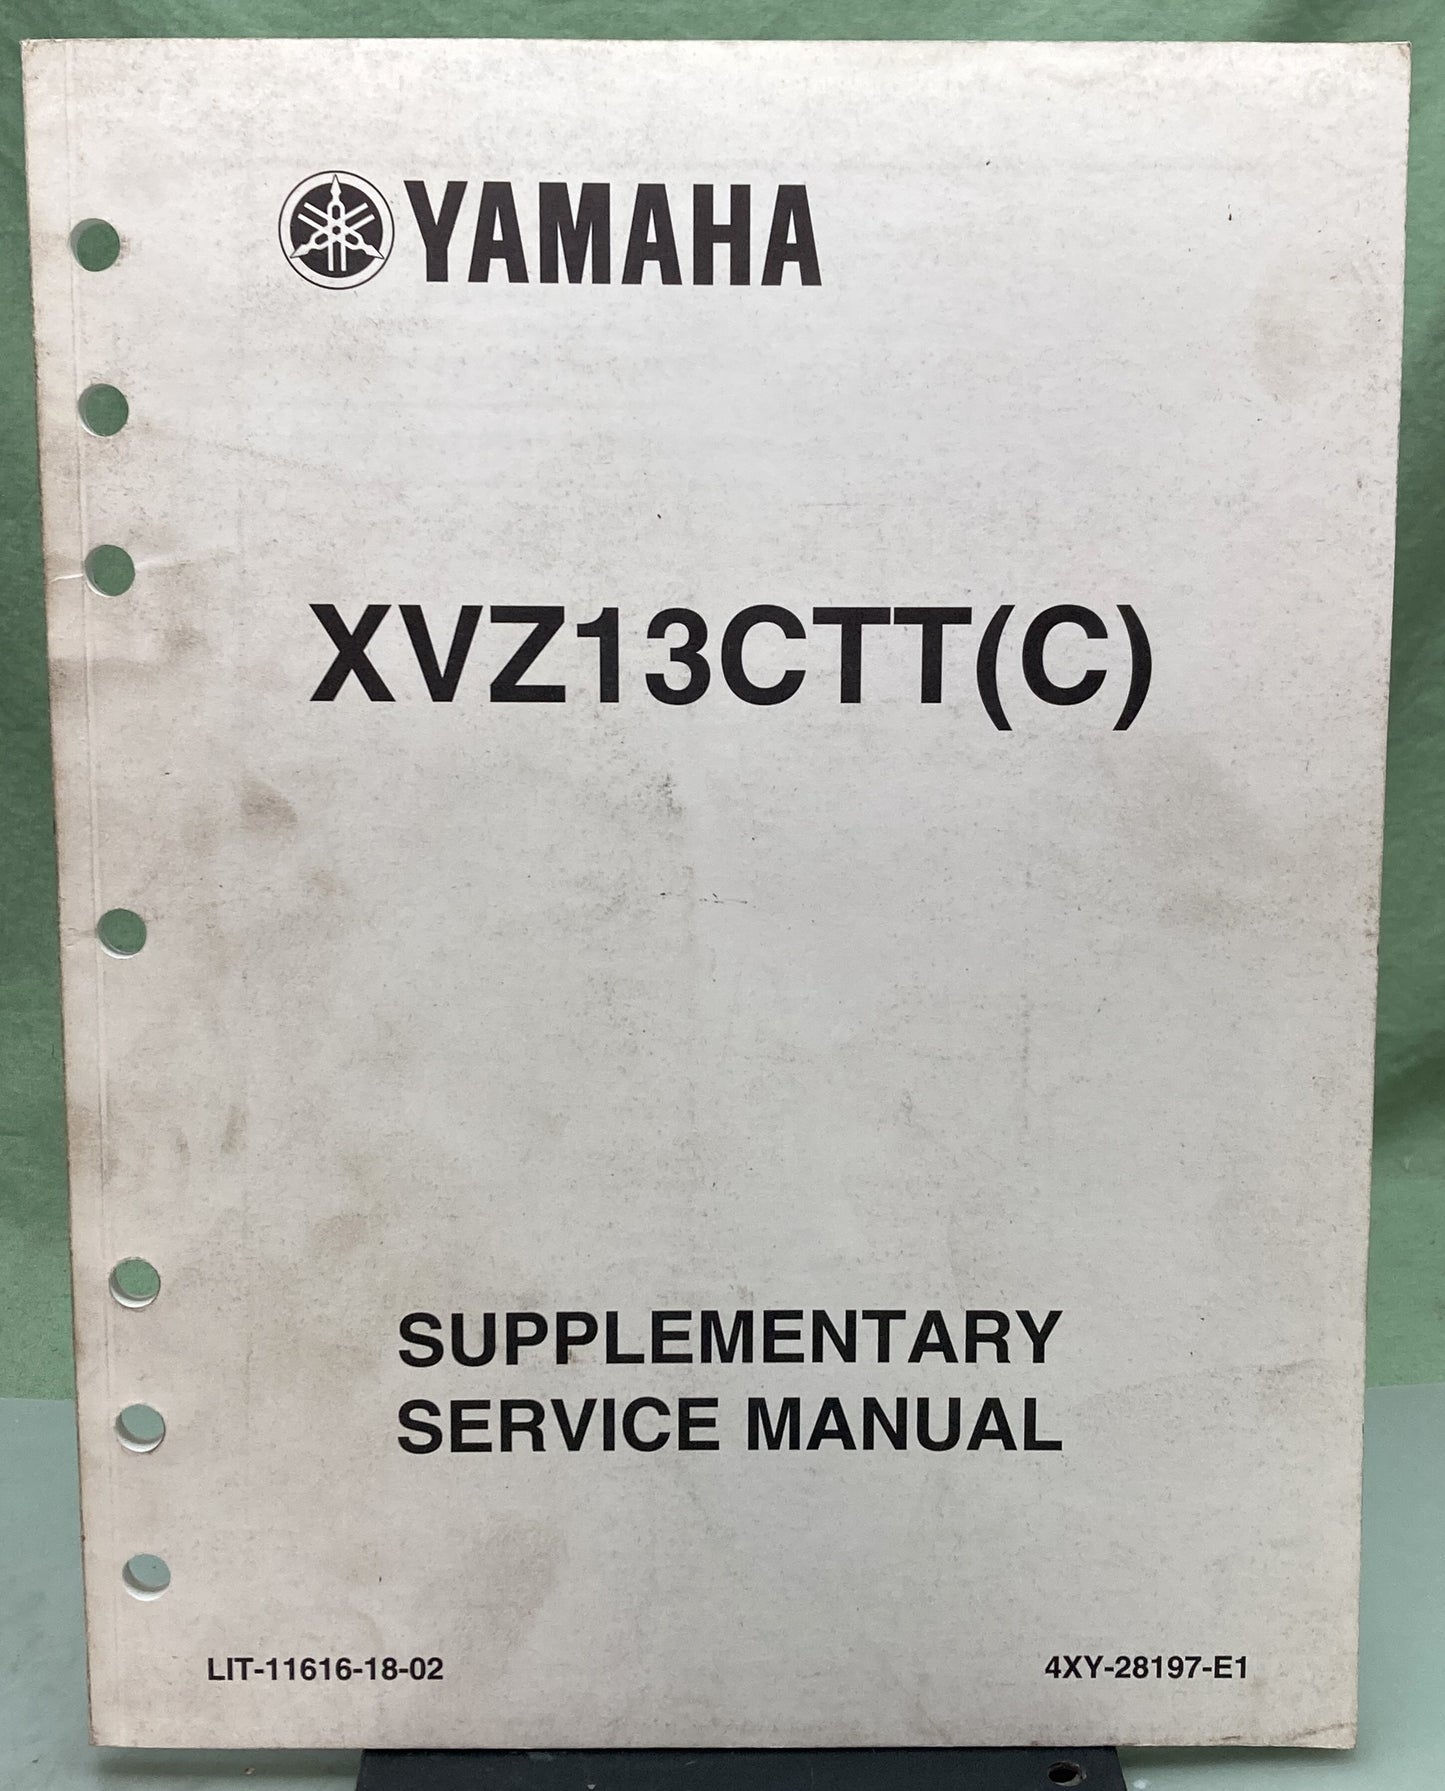 YAMAHA
XVZ13CTT(C)
SUPPLEMENTARY
SERVICE MANUAL
LIT-11616-18-02
4XY-28197-E1